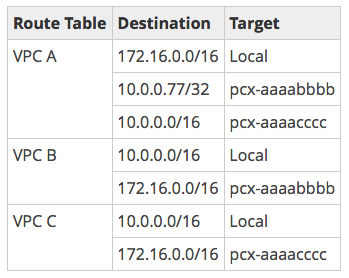 Route Table Destination Target
VPC A 172.16.0.0/16 Local
10.0.0.77/32 pcx-aaaabbbb
10.0.0.0/16 pcx-aaaacccc
VPC B 10.0.0.0/16 Local
172.16.0.0/16 pcx-aaaabbbb
VPC C 10.0.0.0/16 Local
172.16.0.0/16 pcx-aaaacccc